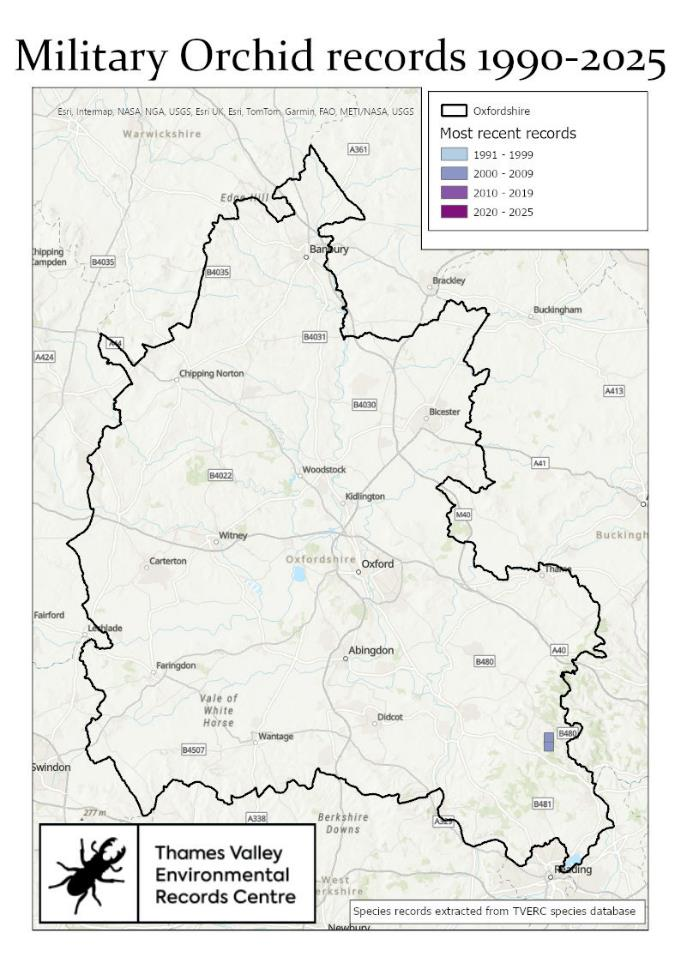 Military Orchid records 1990-2025
Esri, Intermap, NASA, NGA, USGS, Esri UK, Esri, TomTom, Garmin, FAO, METI/NASA, USGS
Oxfordshire
Most recent records
1991 - 1999
2000 - 2009
2010 - 2019
2020 - 2025
Warwickshire
A361
Edge Hill
Banbury
Chipping
Campden
B4035
B4035
Brackley
Buckingham
B4031
A44
A424
Chipping Norton
A413
B4030
Bicester
A41
B4022
Woodstock
Kidlington
M40
Witney
Buckingh
Oxfordshire
Carterton
Oxford
Thame
Fairford
Lechlade
A40
Abingdon
B480
Faringdon
Vale of
White
Horse
Didcot
B480
Wantage
B4507
Swindon
B481
277 m
A338
Berkshire
Downs
A329
Reading
West
erkshire
Newbury
Thames Valley
Environmental
Records Centre
Species records extracted from TVERC species database